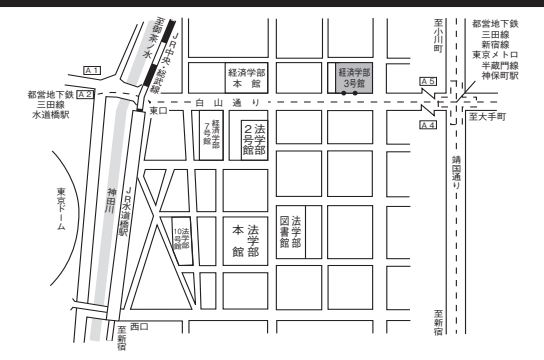 至御茶ノ水
JR中央・総武線
至小川町
都営地下鉄
三田線
新宿線
東京メトロ
半蔵門線
神保町駅
A1
都営地下鉄 A2
三田線
水道橋駅
経済学部
本館
経済学部
3号館
A5
東口
白山通り
A4
至大手町
経済学部
7号館
法学部
2号館
靖国通り
東京ドーム
神田川
JR水道橋駅
法学部
10号館
法学部
本館
法学部
図書館
西口
至新宿
至新宿